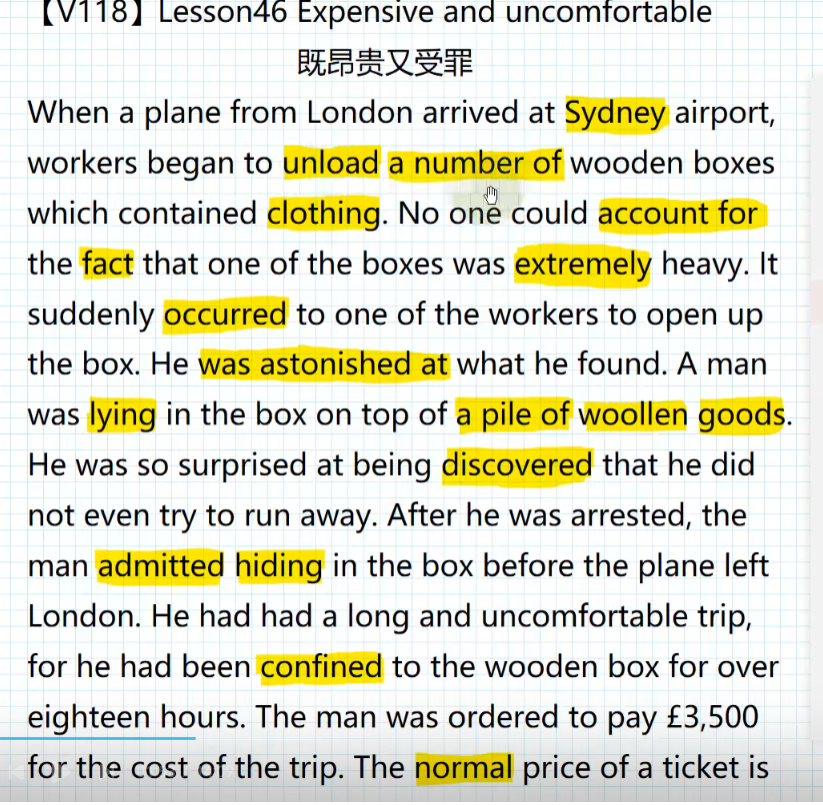 【V118】Lesson46 Expensive and uncomfortable
既昂贵又受罪
When a plane from London arrived at Sydney airport,
workers began to unload a number of wooden boxes
which contained clothing. No one could account for
the fact that one of the boxes was extremely heavy. It
suddenly occurred to one of the workers to open up
the box. He was astonished at what he found. A man
was lying in the box on top of a pile of woollen goods.
He was so surprised at being discovered that he did
not even try to run away. After he was arrested, the
man admitted hiding in the box before the plane left
London. He had had a long and uncomfortable trip,
for he had been confined to the wooden box for over
eighteen hours. The man was ordered to pay £3,500
for the cost of the trip. The normal price of a ticket is